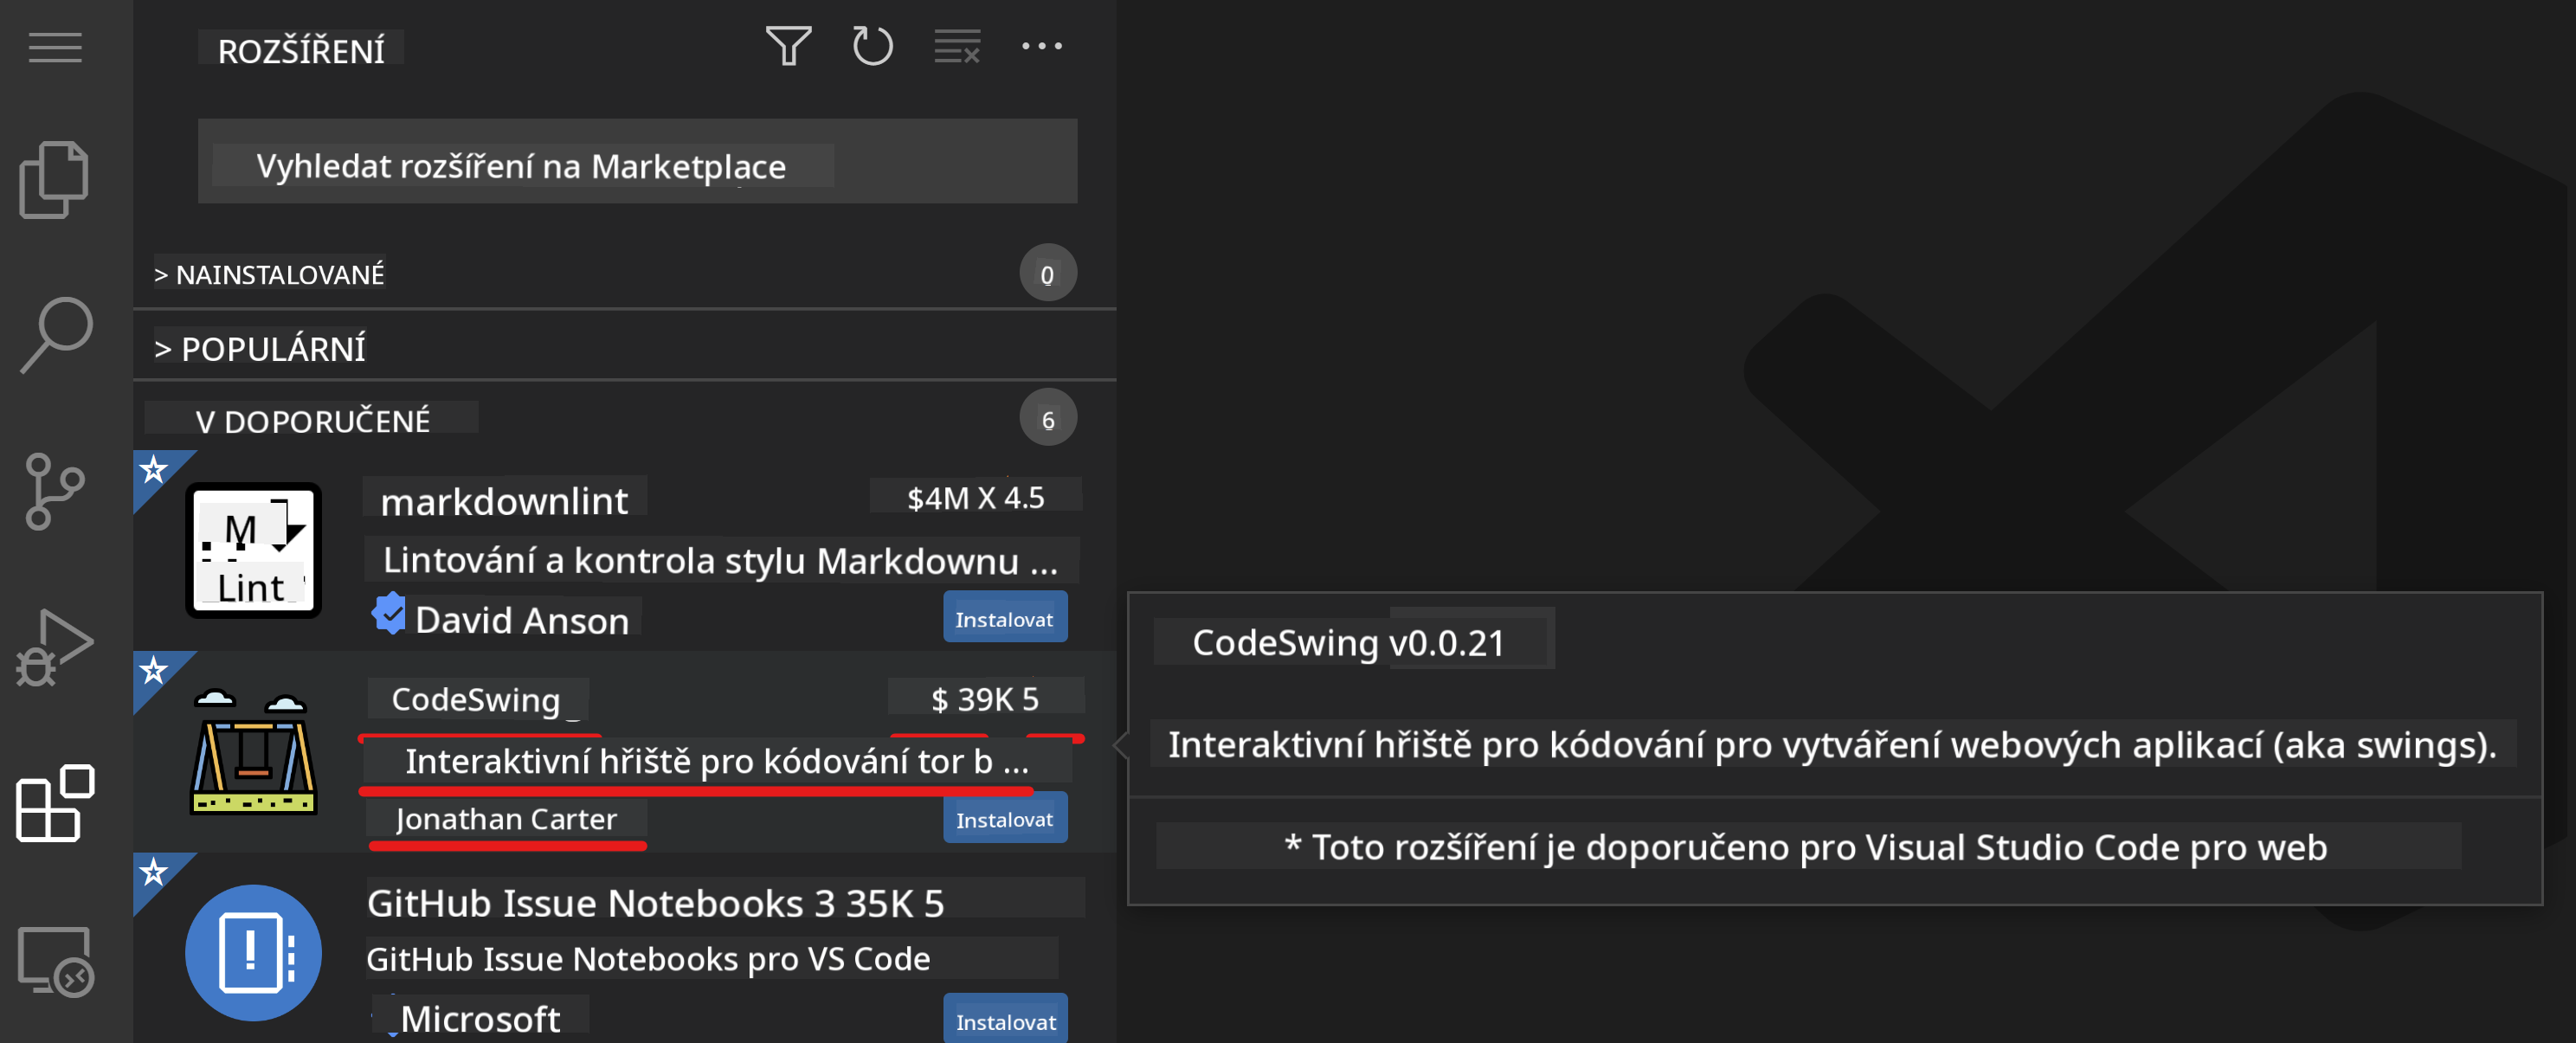 ROZŠÍŘENÍ
Vyhledat rozšíření na Marketplace
> NAINSTALOVANÉ 0
> POPULÁRNÍ
V DOPORUČENÉ 6
markdownlint $4M X 4.5
M
Lintování a kontrola stylu Markdownu ...
Lint
David Anson Instalovat
CodeSwing $ 39K 5
Interaktivní hřiště pro kódování tor b ...
Jonathan Carter Instalovat
GitHub Issue Notebooks 3 35K 5
GitHub Issue Notebooks pro VS Code
Microsoft Instalovat
CodeSwing v0.0.21
Interaktivní hřiště pro kódování pro vytváření webových aplikací (aka swings).
* Toto rozšíření je doporučeno pro Visual Studio Code pro web